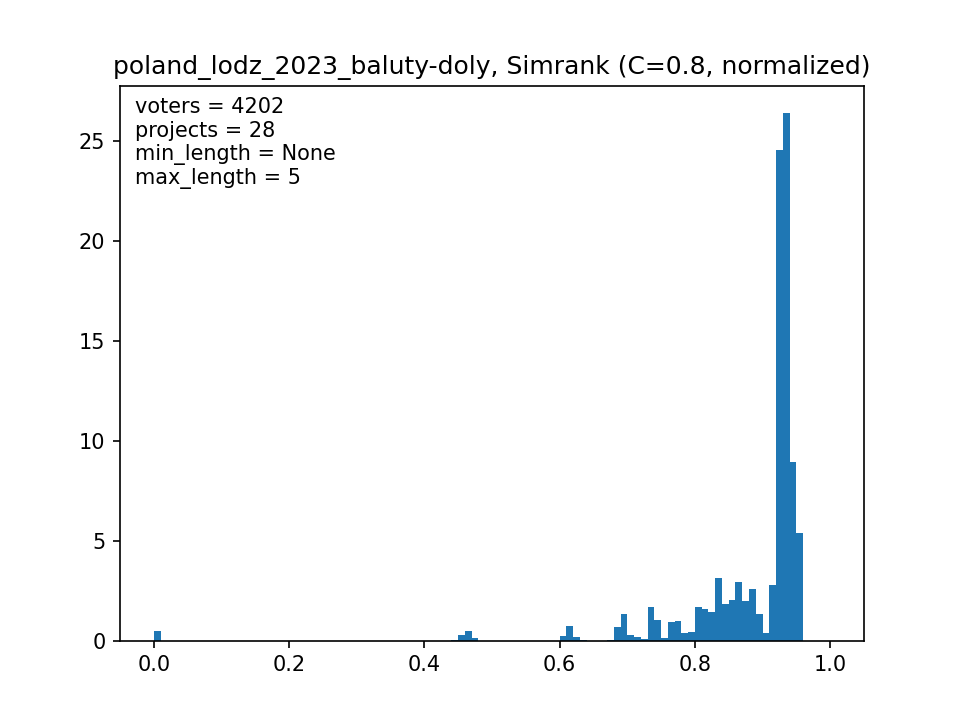 poland_lodz_2023_baluty-doly, Simrank (C=0.8, normalized)
voters = 4202
projects = 28
min_length = None
max_length = 5
25
20
15
10
5
0
0.0 0.2 0.4 0.6 0.8 1.0